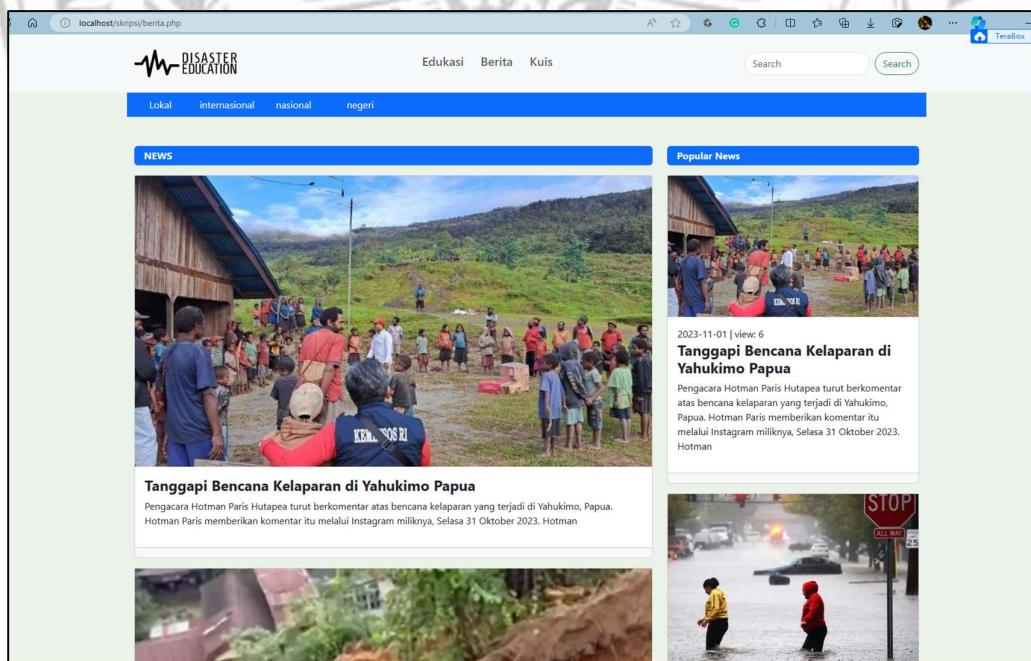 localhost/skripsi/berita.php
TeraBox
DISASTER
EDUCATION
Edukasi Berita Kuis
Search
Search
Lokal internasional nasional negeri
NEWS
KEMENSOS RI
Tanggapi Bencana Kelaparan di Yahukimo Papua
Pengacara Hotman Paris Hutapea turut berkomentar atas bencana kelaparan yang terjadi di Yahukimo, Papua.
Hotman Paris memberikan komentar itu melalui Instagram miliknya, Selasa 31 Oktober 2023. Hotman
Popular News
2023-11-01 | view: 6
Tanggapi Bencana Kelaparan di
Yahukimo Papua
Pengacara Hotman Paris Hutapea turut berkomentar
atas bencana kelaparan yang terjadi di Yahukimo,
Papua. Hotman Paris memberikan komentar itu
melalui Instagram miliknya, Selasa 31 Oktober 2023.
Hotman
STOP
ALL WAY
25